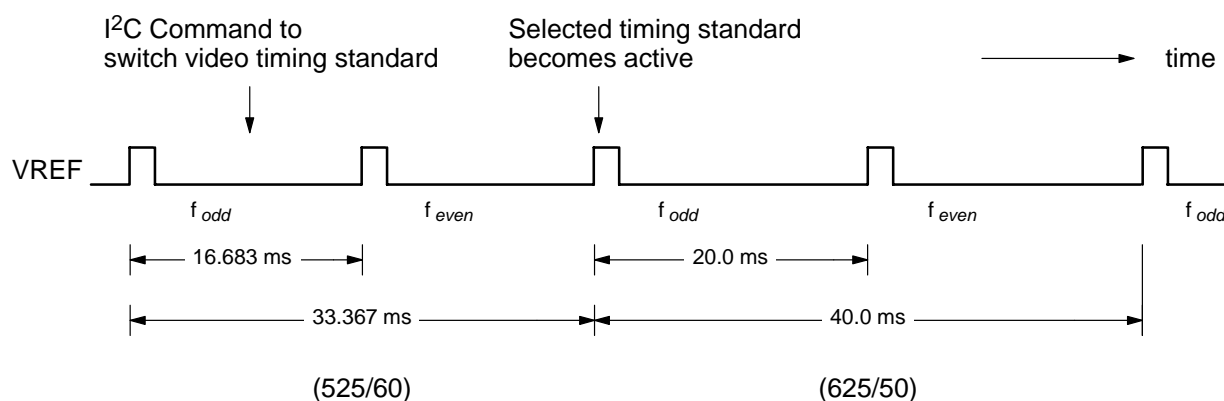 I²C Command to
switch video timing standard
Selected timing standard
becomes active
time
VREF
f odd
f even
f odd
f even
f odd
16.683 ms
20.0 ms
33.367 ms
40.0 ms
(525/60)
(625/50)